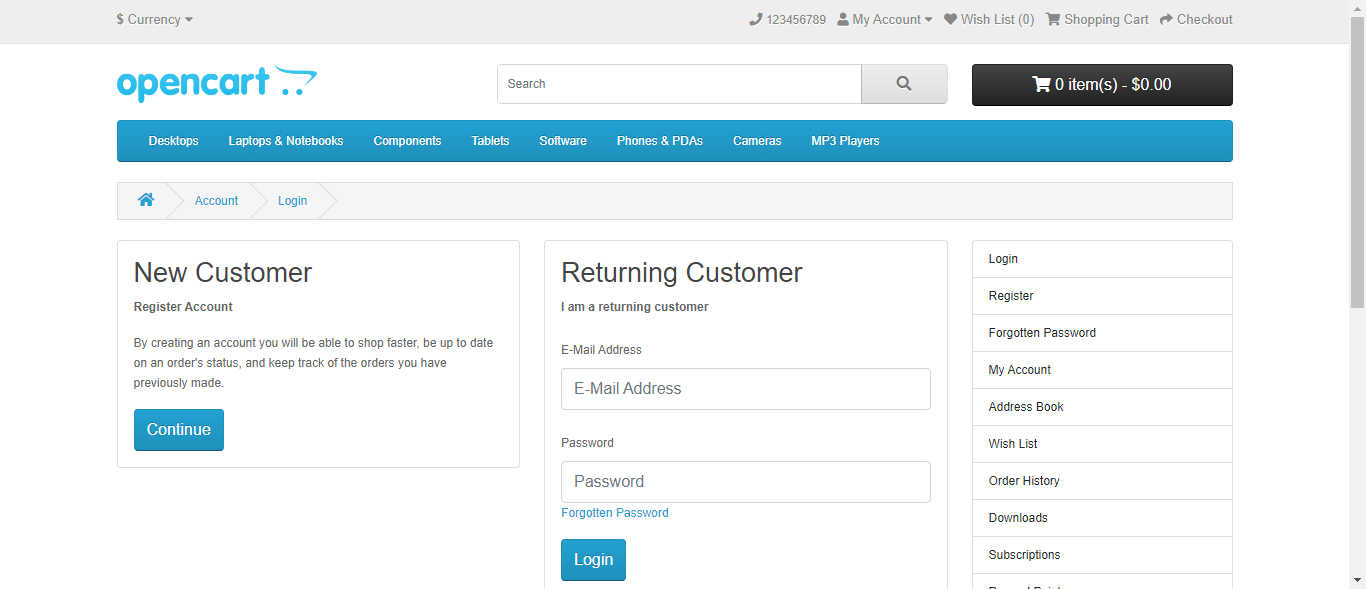 $ Currency
123456789 My Account Wish List (0) Shopping Cart Checkout
opencart
Search
0 item(s) - $0.00
Desktops Laptops & Notebooks Components Tablets Software Phones & PDAs Cameras MP3 Players
Account Login
New Customer
Register Account
By creating an account you will be able to shop faster, be up to date
on an order's status, and keep track of the orders you have
previously made.
Continue
Returning Customer
I am a returning customer
E-Mail Address
E-Mail Address
Password
Password
Forgotten Password
Login
Login
Register
Forgotten Password
My Account
Address Book
Wish List
Order History
Downloads
Subscriptions